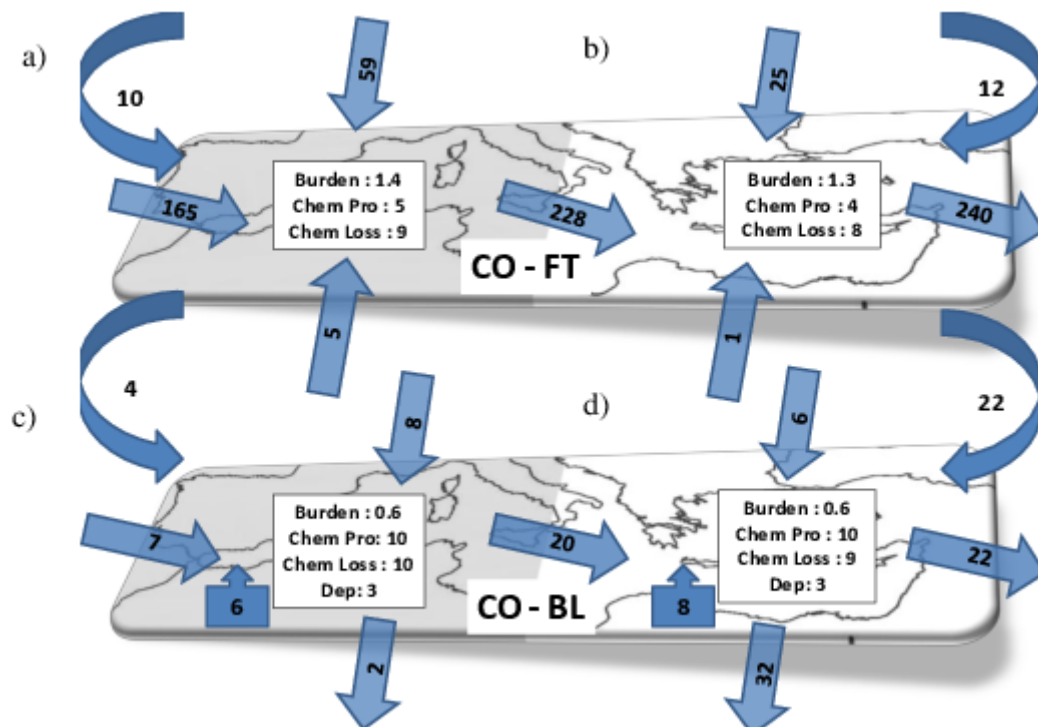 a)
b)
59
25
10
12
Burden : 1.4
Chem Pro : 5
Chem Loss : 9
Burden : 1.3
Chem Pro : 4
Chem Loss : 8
165
228
240
CO - FT
5
1
4
22
c)
d)
8
6
Burden : 0.6
Chem Pro: 10
Chem Loss : 10
Dep: 3
Burden : 0.6
Chem Pro : 10
Chem Loss : 9
Dep: 3
7
20
22
6
8
CO - BL
2
32